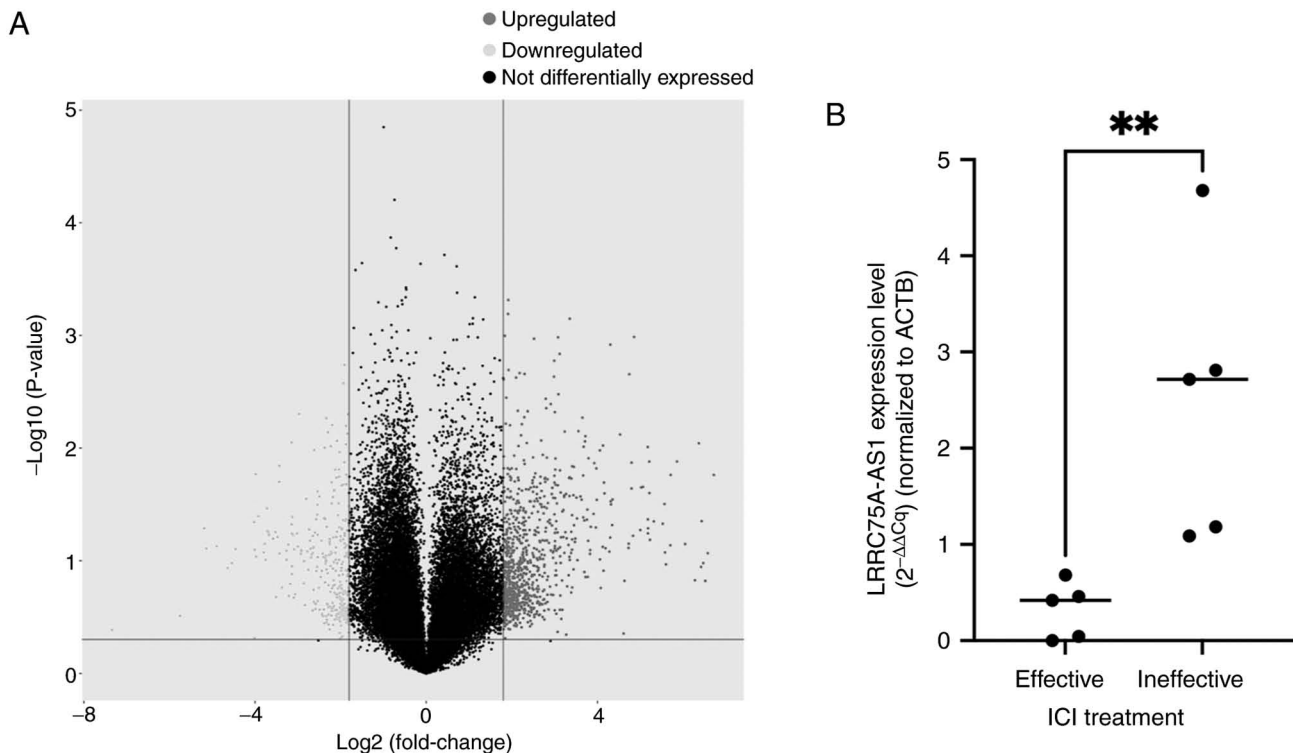 A
Upregulated
Downregulated
Not differentially expressed
5
4
3
2
1
0
−Log10 (P-value)
−8
−4
0
4
Log2 (fold-change)
B
**
LRRC75A-AS1 expression level
(2−ΔΔCq) (normalized to ACTB)
5
4
3
2
1
0
Effective
Ineffective
ICI treatment